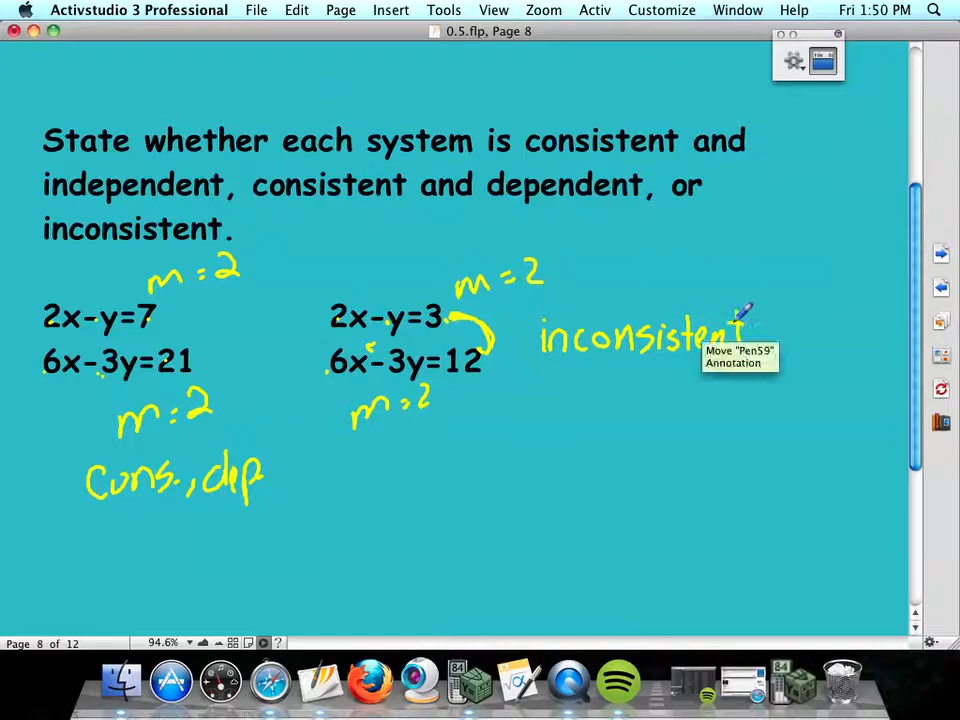 Activstudio 3 Professional File Edit Page Insert Tools View Zoom Activ Customize Window Help Fri 1:50 PM
0.5.flp, Page 8
State whether each system is consistent and
independent, consistent and dependent, or
inconsistent.
m = 2
m = 2
2x-y=7
2x-y=3
inconsistent
6x-3y=21
6x-3y=12
Move "Pen59"
Annotation
m = 2
m = 2
cons., dep
Page 8 of 12
94.6%